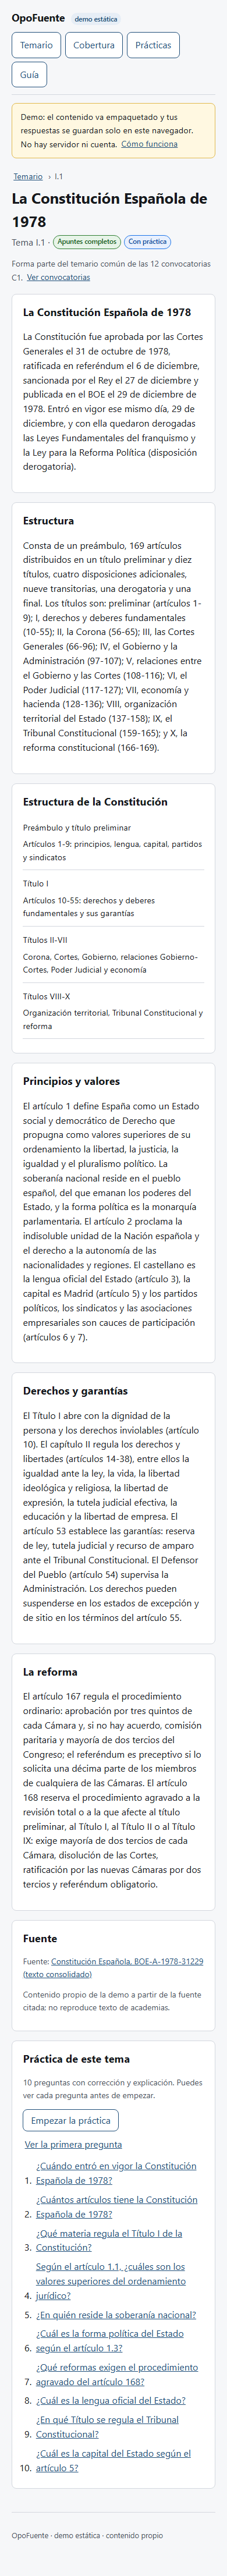 OpoFuente demo estática
Temario Cobertura Prácticas
Guía
Demo: el contenido va empaquetado y tus
respuestas se guardan solo en este navegador.
No hay servidor ni cuenta. Cómo funciona
Temario › I.1
La Constitución Española de
1978
Tema I.1 · Apuntes completos Con práctica
Forma parte del temario común de las 12 convocatorias
C1. Ver convocatorias
La Constitución Española de 1978
La Constitución fue aprobada por las Cortes
Generales el 31 de octubre de 1978,
ratificada en referéndum el 6 de diciembre,
sancionada por el Rey el 27 de diciembre y
publicada en el BOE el 29 de diciembre de
1978. Entró en vigor ese mismo día, 29 de
diciembre, y con ella quedaron derogadas
las Leyes Fundamentales del franquismo y
la Ley para la Reforma Política (disposición
derogatoria).
Estructura
Consta de un preámbulo, 169 artículos
distribuidos en un título preliminar y diez
títulos, cuatro disposiciones adicionales,
nueve transitorias, una derogatoria y una
final. Los títulos son: preliminar (artículos 1-
9); I, derechos y deberes fundamentales
(10-55); II, la Corona (56-65); III, las Cortes
Generales (66-96); IV, el Gobierno y la
Administración (97-107); V, relaciones entre
el Gobierno y las Cortes (108-116); VI, el
Poder Judicial (117-127); VII, economía y
hacienda (128-136); VIII, organización
territorial del Estado (137-158); IX, el
Tribunal Constitucional (159-165); y X, la
reforma constitucional (166-169).
Estructura de la Constitución
Preámbulo y título preliminar
Artículos 1-9: principios, lengua, capital, partidos
y sindicatos
Título I
Artículos 10-55: derechos y deberes
fundamentales y sus garantías
Títulos II-VII
Corona, Cortes, Gobierno, relaciones Gobierno-
Cortes, Poder Judicial y economía
Títulos VIII-X
Organización territorial, Tribunal Constitucional y
reforma
Principios y valores
El artículo 1 define España como un Estado
social y democrático de Derecho que
propugna como valores superiores de su
ordenamiento la libertad, la justicia, la
igualdad y el pluralismo político. La
soberanía nacional reside en el pueblo
español, del que emanan los poderes del
Estado, y la forma política es la monarquía
parlamentaria. El artículo 2 proclama la
indisoluble unidad de la Nación española y
el derecho a la autonomía de las
nacionalidades y regiones. El castellano es
la lengua oficial del Estado (artículo 3), la
capital es Madrid (artículo 5) y los partidos
políticos, los sindicatos y las asociaciones
empresariales son cauces de participación
(artículos 6 y 7).
Derechos y garantías
El Título I abre con la dignidad de la
persona y los derechos inviolables (artículo
10). El capítulo II regula los derechos y
libertades (artículos 14-38), entre ellos la
igualdad ante la ley, la vida, la libertad
ideológica y religiosa, la libertad de
expresión, la tutela judicial efectiva, la
educación y la libertad de empresa. El
artículo 53 establece las garantías: reserva
de ley, tutela judicial y recurso de amparo
ante el Tribunal Constitucional. El Defensor
del Pueblo (artículo 54) supervisa la
Administración. Los derechos pueden
suspenderse en los estados de excepción y
de sitio en los términos del artículo 55.
La reforma
El artículo 167 regula el procedimiento
ordinario: aprobación por tres quintos de
cada Cámara y, si no hay acuerdo, comisión
paritaria y mayoría de dos tercios del
Congreso; el referéndum es preceptivo si lo
solicita una décima parte de los miembros
de cualquiera de las Cámaras. El artículo
168 reserva el procedimiento agravado a la
revisión total o a la que afecte al título
preliminar, al Título I, al Título II o al Título
IX: exige mayoría de dos tercios de cada
Cámara, disolución de las Cortes,
ratificación por las nuevas Cámaras por dos
tercios y referéndum obligatorio.
Fuente
Fuente: Constitución Española, BOE-A-1978-31229
(texto consolidado)
Contenido propio de la demo a partir de la fuente
citada: no reproduce texto de academias.
Práctica de este tema
10 preguntas con corrección y explicación. Puedes
ver cada pregunta antes de empezar.
Empezar la práctica
Ver la primera pregunta
¿Cuándo entró en vigor la Constitución
1. Española de 1978?
¿Cuántos artículos tiene la Constitución
2. Española de 1978?
¿Qué materia regula el Título I de la
3. Constitución?
Según el artículo 1.1, ¿cuáles son los
valores superiores del ordenamiento
4. jurídico?
5. ¿En quién reside la soberanía nacional?
¿Cuál es la forma política del Estado
6. según el artículo 1.3?
¿Qué reformas exigen el procedimiento
7. agravado del artículo 168?
8. ¿Cuál es la lengua oficial del Estado?
¿En qué Título se regula el Tribunal
9. Constitucional?
¿Cuál es la capital del Estado según el
10. artículo 5?
OpoFuente · demo estática · contenido propio